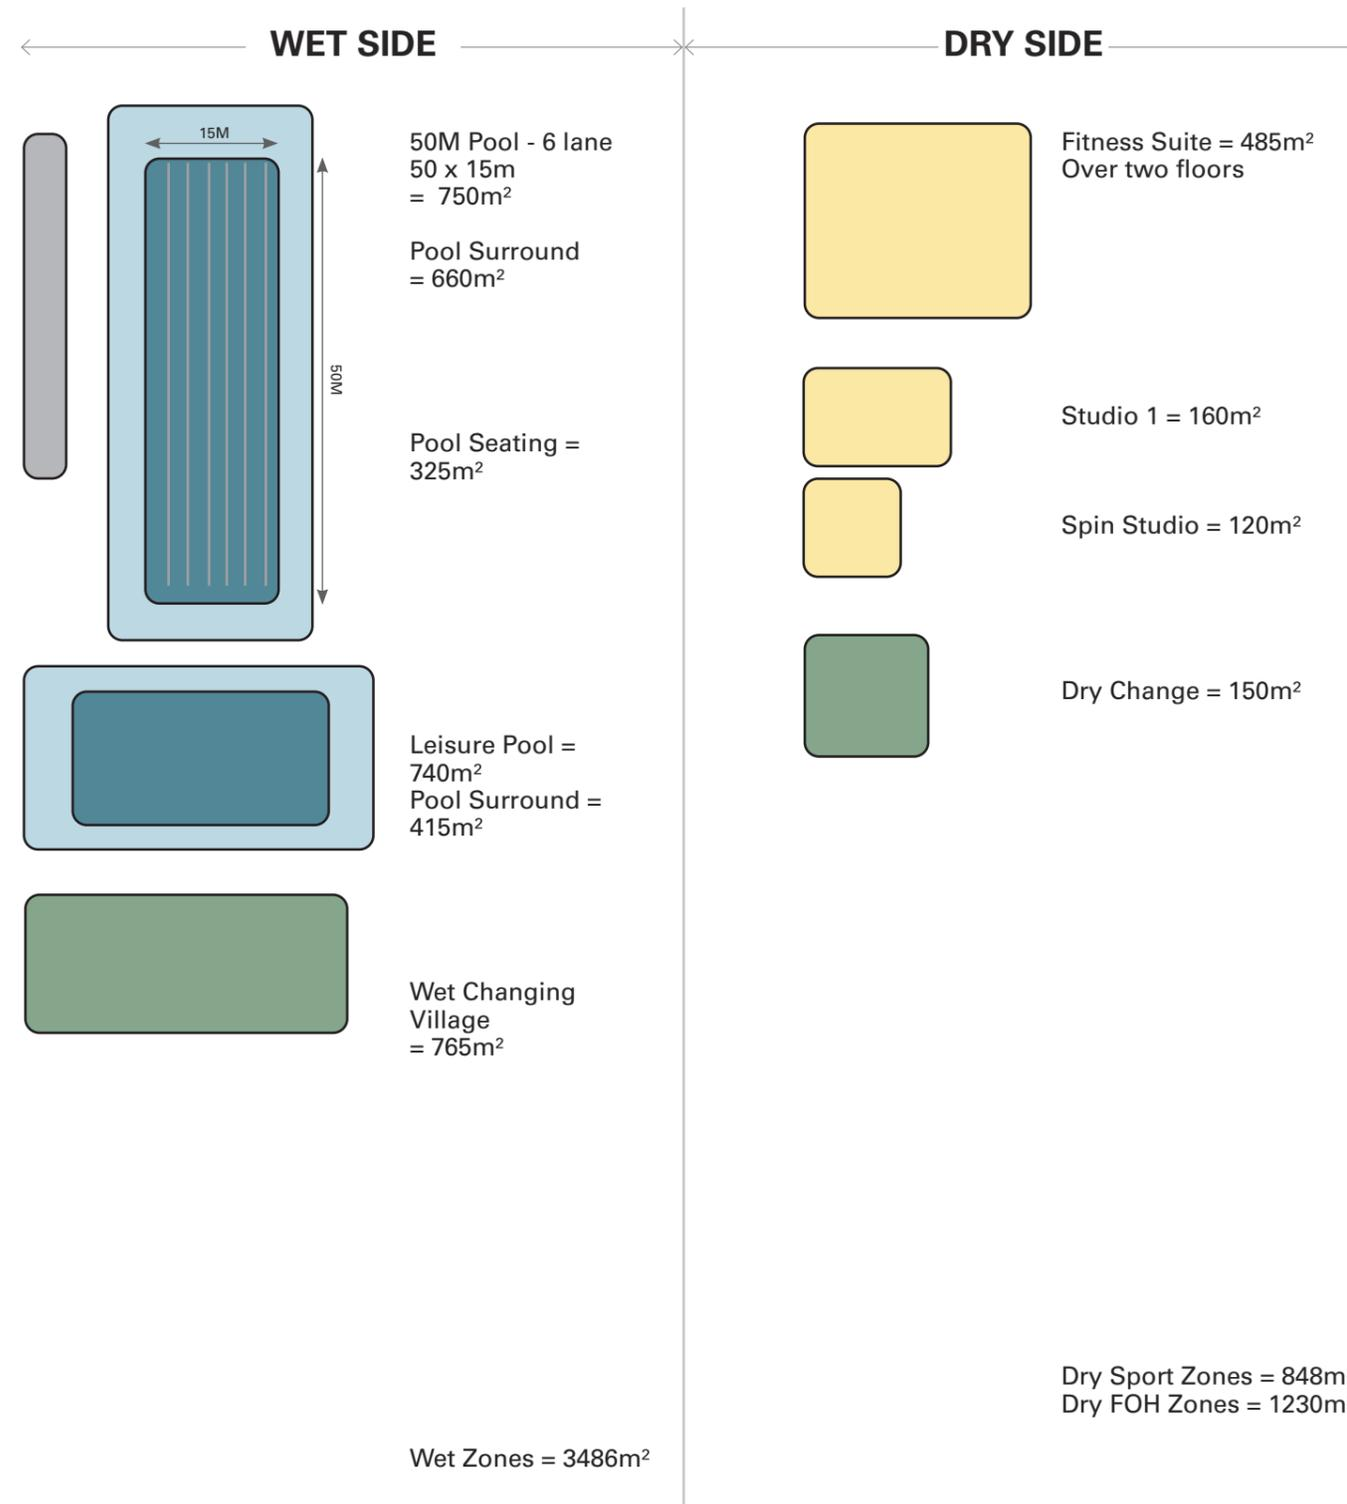 WET SIDE
DRY SIDE
15M
50M
50M Pool - 6 lane
50 x 15m
= 750m²
Pool Surround
= 660m²
Pool Seating =
325m²
Leisure Pool =
740m²
Pool Surround =
415m²
Wet Changing
Village
= 765m²
Wet Zones = 3486m²
Fitness Suite = 485m²
Over two floors
Studio 1 = 160m²
Spin Studio = 120m²
Dry Change = 150m²
Dry Sport Zones = 848m
Dry FOH Zones = 1230m